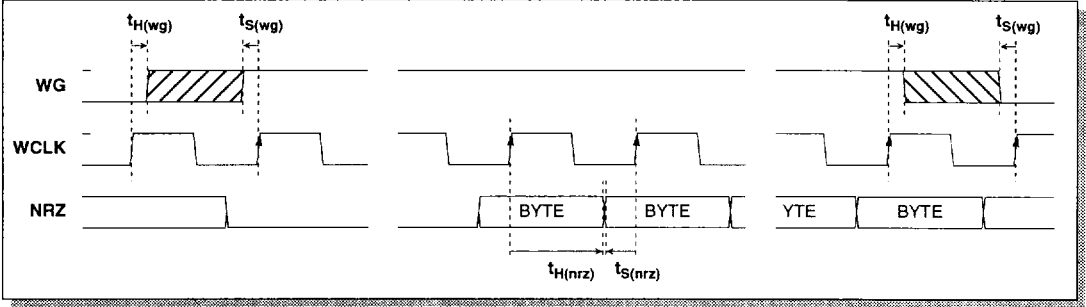 tH(wg) tS(wg) tH(wg) tS(wg)
WG
WCLK
NRZ BYTE BYTE YTE BYTE
tH(nrz) tS(nrz)